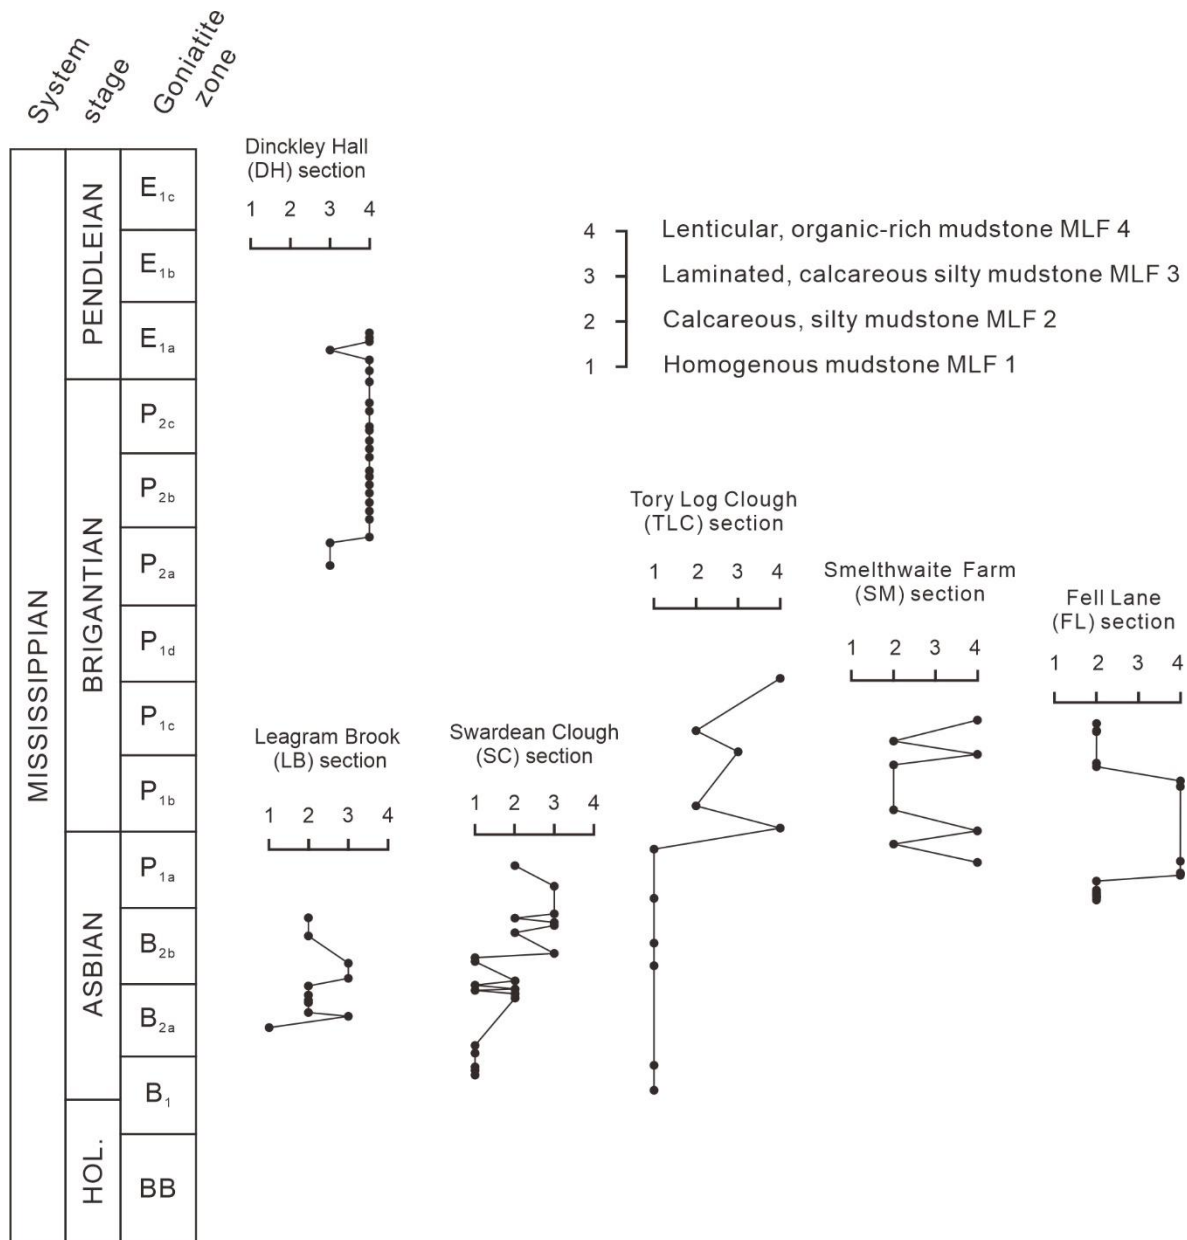 System
stage
Goniatite
zone
MISSISSIPPIAN
PENDLEIAN
BRIGANTIAN
ASBIAN
HOL.
E1c
E1b
E1a
P2c
P2b
P2a
P1d
P1c
P1b
P1a
B2b
B2a
B1
BB
Dinckley Hall
(DH) section
1 2 3 4
4 Lenticular, organic-rich mudstone MLF 4
3 Laminated, calcareous silty mudstone MLF 3
2 Calcareous, silty mudstone MLF 2
1 Homogenous mudstone MLF 1
Leagram Brook
(LB) section
1 2 3 4
Swardean Clough
(SC) section
1 2 3 4
Tory Log Clough
(TLC) section
1 2 3 4
Smelthwaite Farm
(SM) section
1 2 3 4
Fell Lane
(FL) section
1 2 3 4